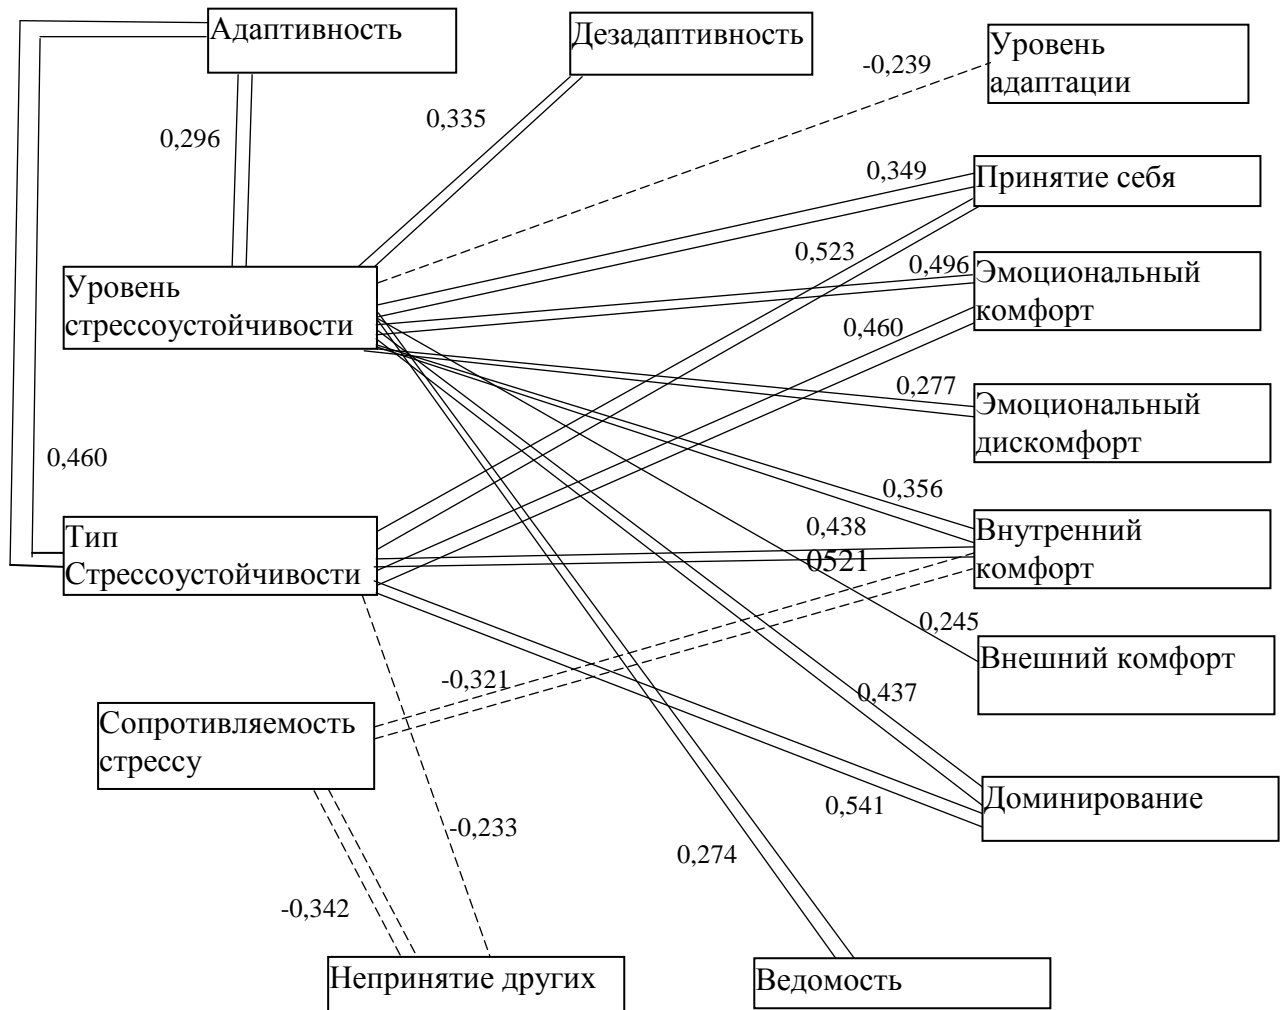 Адаптивность
Дезадаптивность
Уровень
адаптации
-0,239
0,296
0,335
0,349
Принятие себя
0,523
0,496
Эмоциональный
комфорт
Уровень
стрессоустойчивости
0,460
0,277
Эмоциональный
дискомфорт
0,460
0,356
Тип
Стрессоустойчивости
0,438
0521
Внутренний
комфорт
0,245
Внешний комфорт
-0,321
0,437
Сопротивляемость
стрессу
Доминирование
0,541
-0,233
0,274
-0,342
Непринятие других
Ведомость